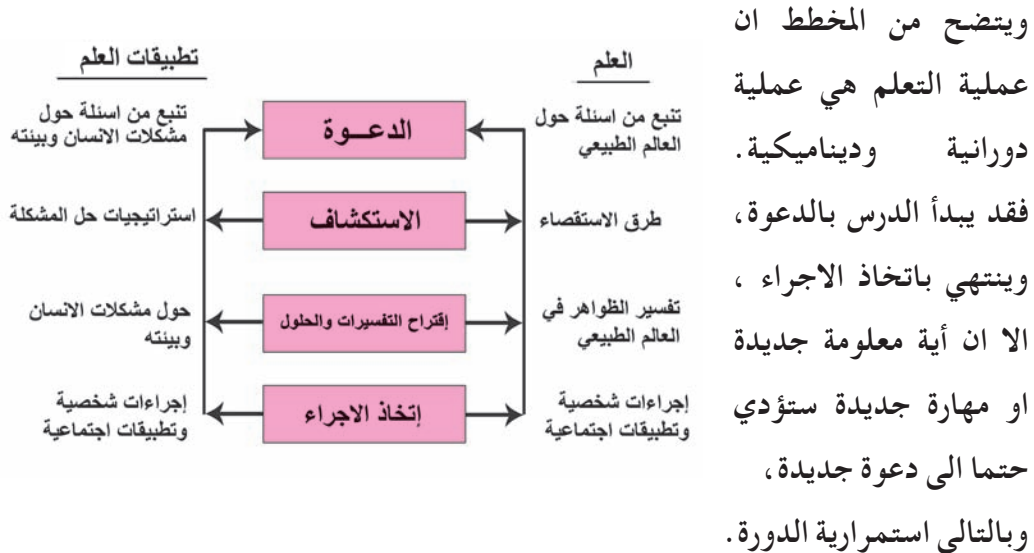 ويتضح من المخطط ان
عملية التعلم هي عملية
دورانية وديناميكية.
فقد يبدأ الدرس بالدعوة،
وينتهي باتخاذ الاجراء ،
الا ان أية معلومة جديدة
او مهارة جديدة ستؤدي
حتما الى دعوة جديدة،
وبالتالي استمرارية الدورة.
العلم
تطبيقات العلم
تنبع من اسئلة حول
العالم الطبيعي
الدعـــوة
تنبع من اسئلة حول
مشكلات الانسان وبيئته
طرق الاستقصاء
الاستكشاف
استراتيجيات حل المشكلة
تفسير الظواهر في
العالم الطبيعي
إقتراح التفسيرات والحلول
حول مشكلات الانسان
وبيئته
إجراءات شخصية
وتطبيقات اجتماعية
إتخاذ الاجراء
إجراءات شخصية
وتطبيقات اجتماعية